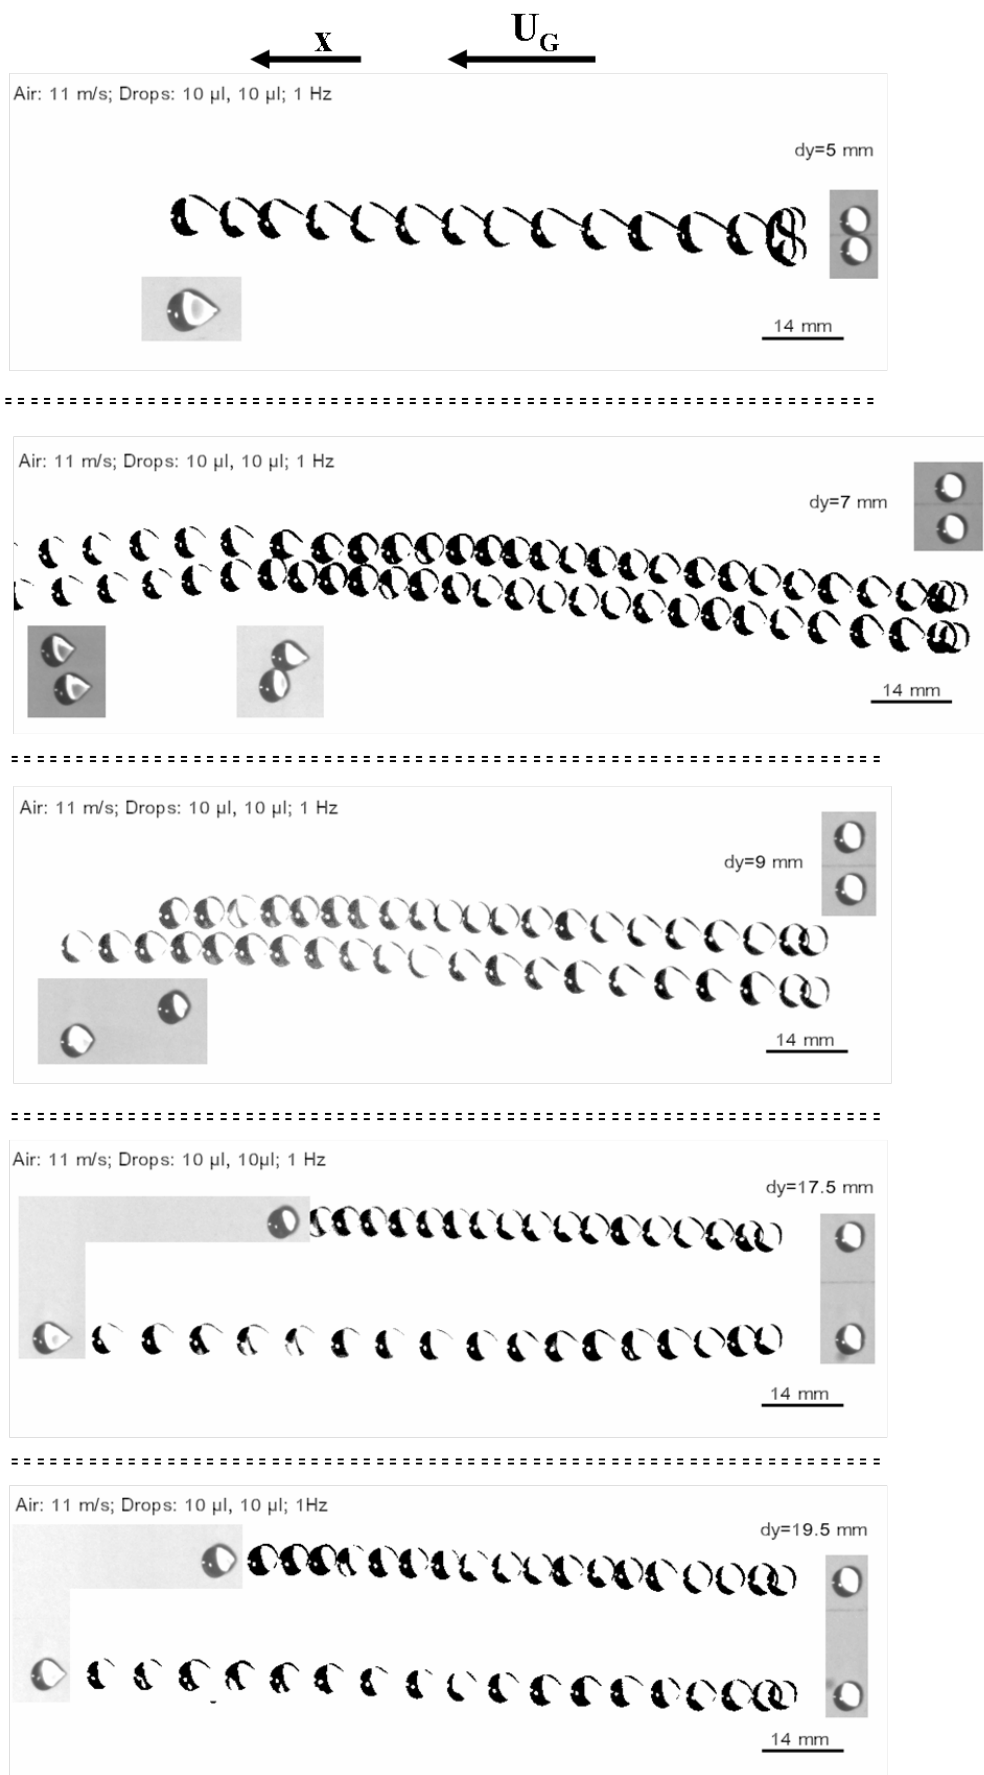 x
U_G
Air: 11 m/s; Drops: 10 µl, 10 µl; 1 Hz
dy=5 mm
14 mm
Air: 11 m/s; Drops: 10 µl, 10 µl; 1 Hz
dy=7 mm
14 mm
Air: 11 m/s; Drops: 10 µl, 10 µl; 1 Hz
dy=9 mm
14 mm
Air: 11 m/s; Drops: 10 µl, 10µl; 1 Hz
dy=17.5 mm
14 mm
Air: 11 m/s; Drops: 10 µl, 10 µl; 1Hz
dy=19.5 mm
14 mm